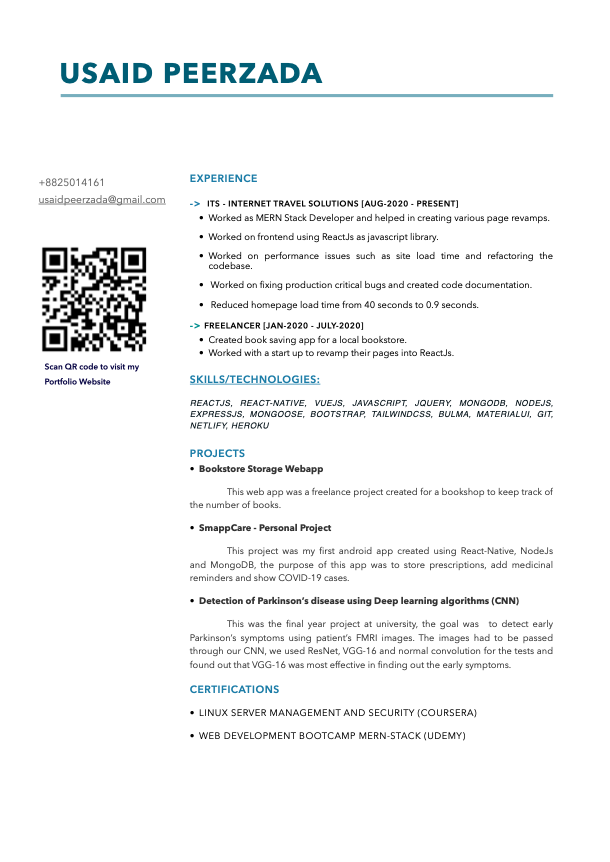 USAID PEERZADA
+8825014161
usaidpeerzada@gmail.com
Scan QR code to visit my
Portfolio Website
EXPERIENCE
-> ITS - INTERNET TRAVEL SOLUTIONS [AUG-2020 - PRESENT]
• Worked as MERN Stack Developer and helped in creating various page revamps.
• Worked on frontend using ReactJs as javascript library.
• Worked on performance issues such as site load time and refactoring the
codebase.
• Worked on fixing production critical bugs and created code documentation.
• Reduced homepage load time from 40 seconds to 0.9 seconds.
-> FREELANCER [JAN-2020 - JULY-2020]
• Created book saving app for a local bookstore.
• Worked with a start up to revamp their pages into ReactJs.
SKILLS/TECHNOLOGIES:
REACTJS, REACT-NATIVE, VUEJS, JAVASCRIPT, JQUERY, MONGODB, NODEJS,
EXPRESSJS, MONGOOSE, BOOTSTRAP, TAILWINDCSS, BULMA, MATERIALUI, GIT,
NETLIFY, HEROKU
PROJECTS
• Bookstore Storage Webapp
This web app was a freelance project created for a bookshop to keep track of
the number of books.
• SmappCare - Personal Project
This project was my first android app created using React-Native, NodeJs
and MongoDB, the purpose of this app was to store prescriptions, add medicinal
reminders and show COVID-19 cases.
• Detection of Parkinson's disease using Deep learning algorithms (CNN)
This was the final year project at university, the goal was to detect early
Parkinson's symptoms using patient's FMRI images. The images had to be passed
through our CNN, we used ResNet, VGG-16 and normal convolution for the tests and
found out that VGG-16 was most effective in finding out the early symptoms.
CERTIFICATIONS
• LINUX SERVER MANAGEMENT AND SECURITY (COURSERA)
• WEB DEVELOPMENT BOOTCAMP MERN-STACK (UDEMY)